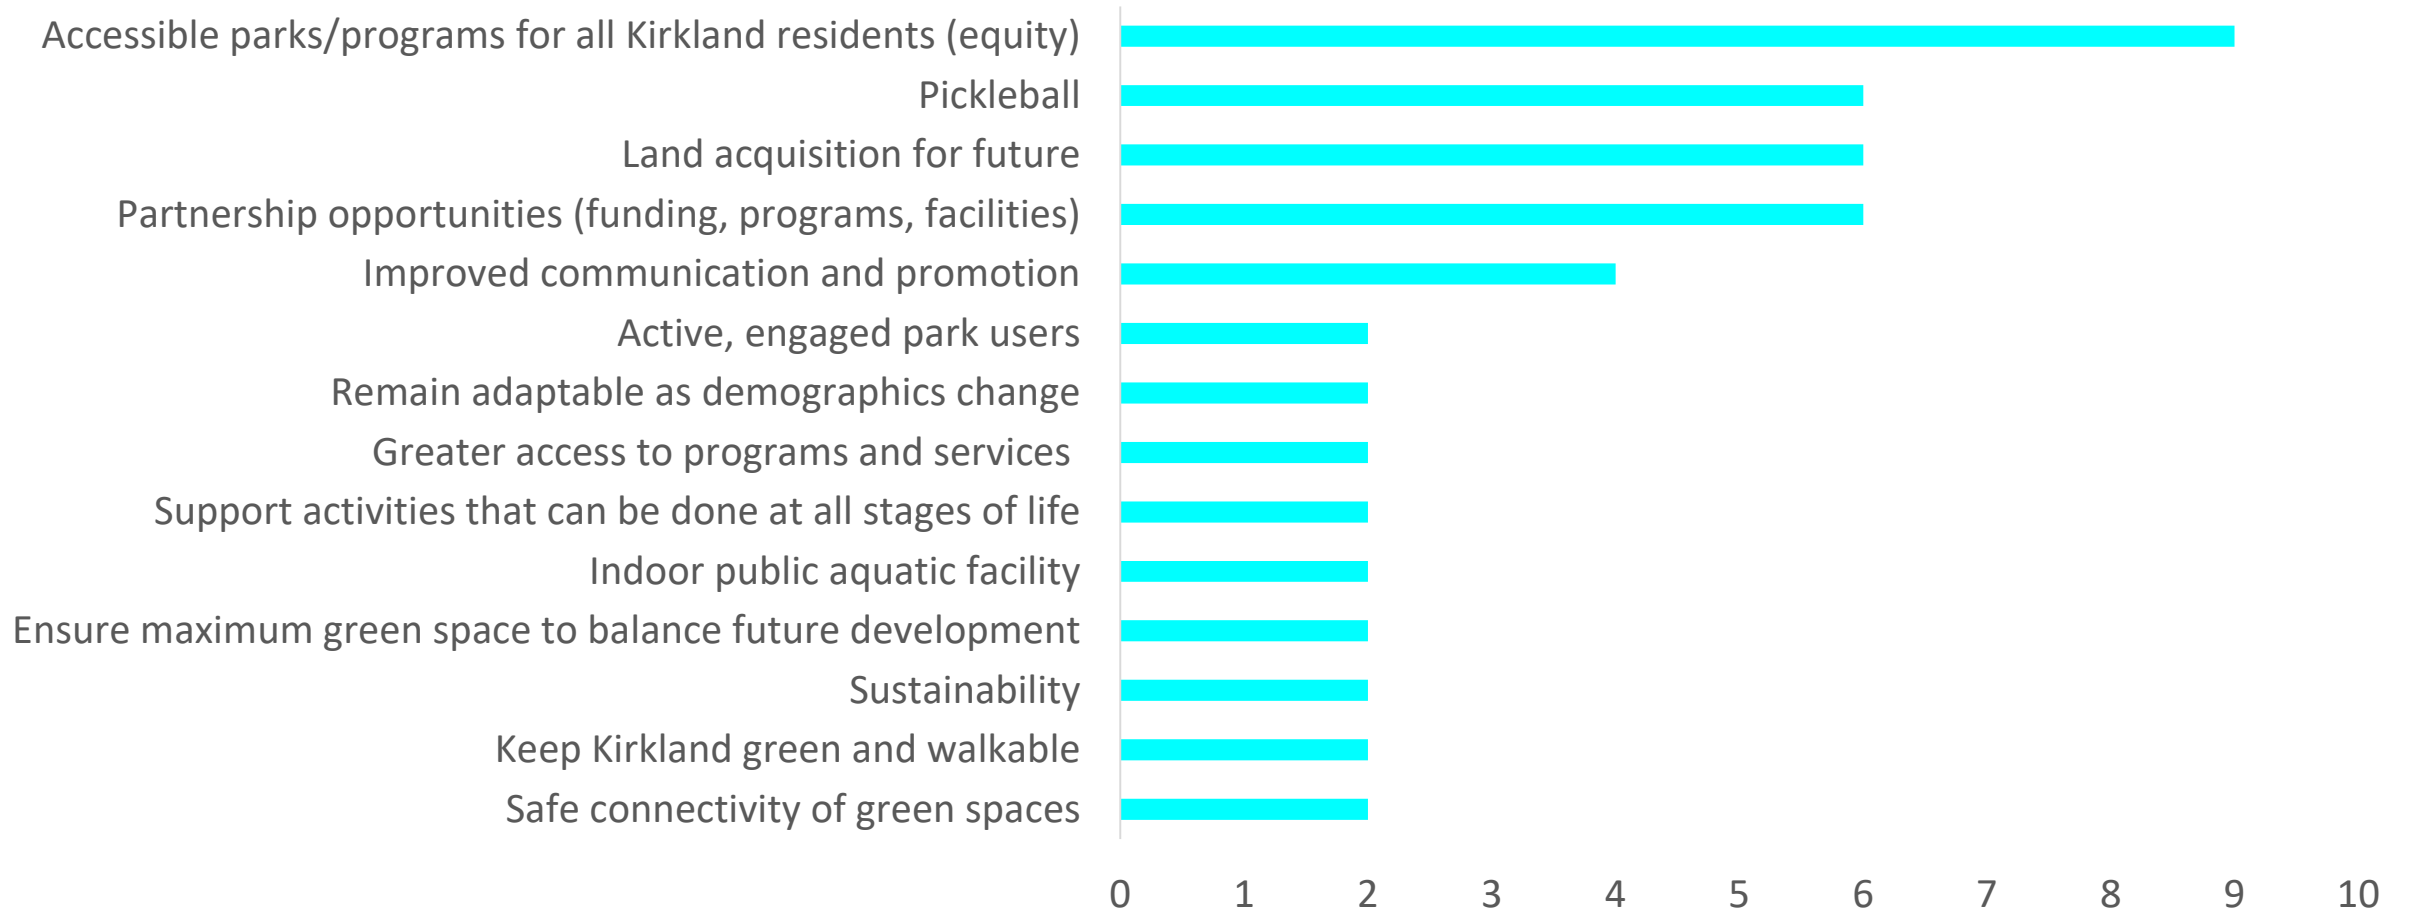 Accessible parks/programs for all Kirkland residents (equity)
Pickleball
Land acquisition for future
Partnership opportunities (funding, programs, facilities)
Improved communication and promotion
Active, engaged park users
Remain adaptable as demographics change
Greater access to programs and services
Support activities that can be done at all stages of life
Indoor public aquatic facility
Ensure maximum green space to balance future development
Sustainability
Keep Kirkland green and walkable
Safe connectivity of green spaces
0 1 2 3 4 5 6 7 8 9 10